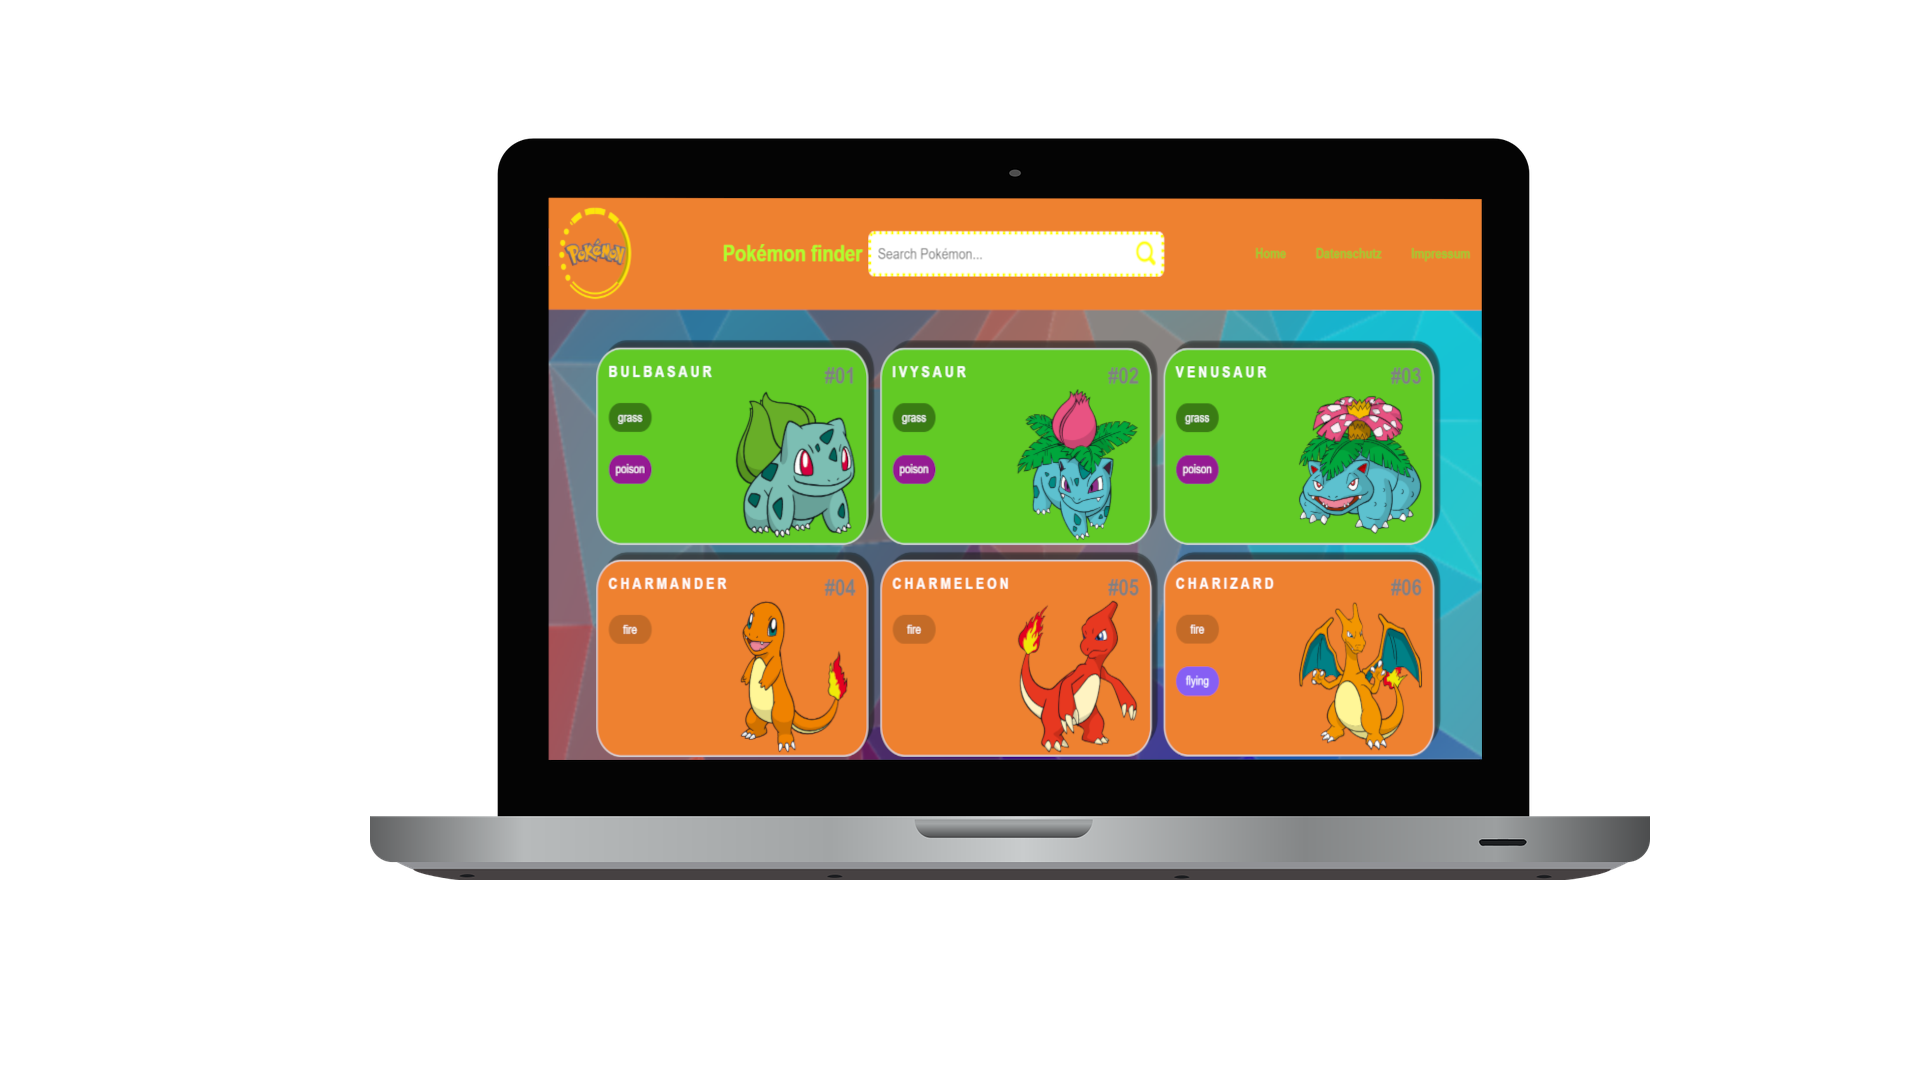 Pokémon
Pokémon finder
Search Pokémon...
Home
Datenschutz
Impressum
BULBASAUR
#01
grass
poison
IVYSAUR
#02
grass
poison
VENUSAUR
#03
grass
poison
CHARMANDER
#04
fire
CHARMELEON
#05
fire
CHARIZARD
#06
fire
flying